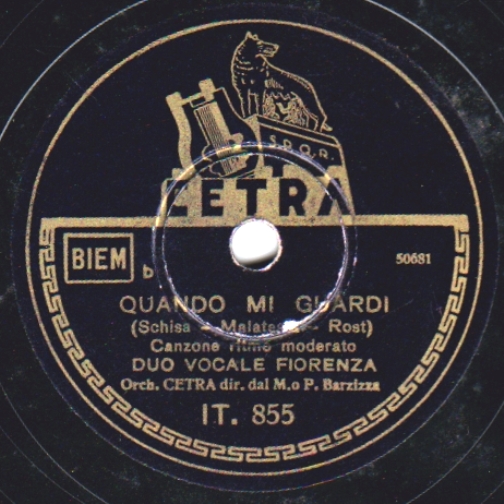 S.P.Q.R.
CETRA
BIEM
b
50681
QUANDO MI GUARDI
(Schisa - - Rost)
Canzone ritmo moderato
DUO VOCALE FIORENZA
Orch. CETRA dir. dal M.o P. Barzizza
IT. 855